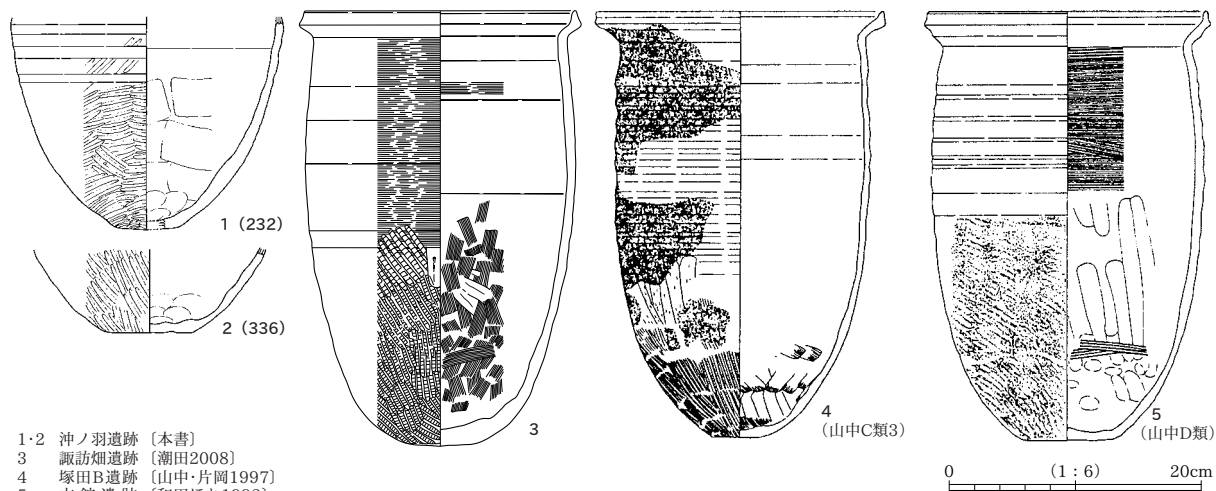 1（232）
2（336）
3
4
（山中C類3）
5
（山中D類）
1·2 沖ノ羽遺跡〔本書〕
3 諏訪畑遺跡〔潮田2008〕
4 塚田B遺跡〔山中·片岡1997〕
5
0 （1：6） 20cm